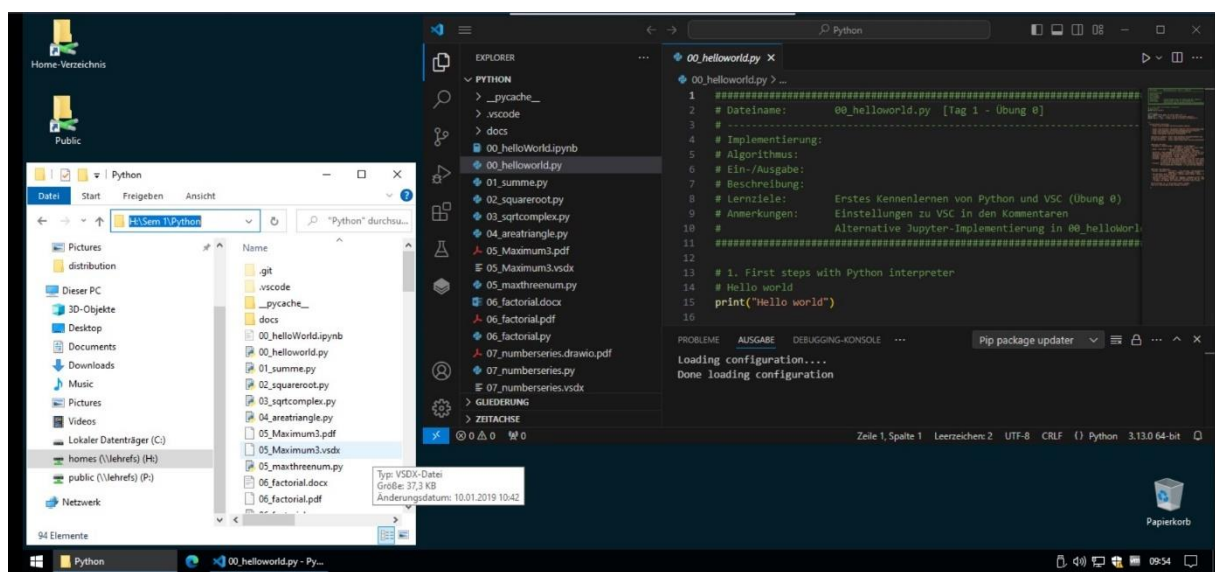 Home-Verzeichnis
Public
Python
Datei Start Freigeben Ansicht
H:\Sem 1\Python
"Python" durchsu...
Pictures
distribution
Dieser PC
3D-Objekte
Desktop
Documents
Downloads
Music
Pictures
Videos
Lokaler Datenträger (C:)
homes (\\lehrefs) (H:)
public (\\lehrefs) (P:)
Netzwerk
Name
.git
.vscode
__pycache__
docs
00_helloWorld.ipynb
00_helloworld.py
01_summe.py
02_squareroot.py
03_sqrtcomplex.py
04_areatriangle.py
05_Maximum3.pdf
05_Maximum3.vsdx
05_maxthreenum.py
06_factorial.docx
06_factorial.pdf
Typ: VSDX-Datei
Größe: 37,3 KB
Änderungsdatum: 10.01.2019 10:42
94 Elemente
Python
EXPLORER
PYTHON
__pycache__
.vscode
docs
00_helloWorld.ipynb
00_helloworld.py
01_summe.py
02_squareroot.py
03_sqrtcomplex.py
04_areatriangle.py
05_Maximum3.pdf
05_Maximum3.vsdx
05_maxthreenum.py
06_factorial.docx
06_factorial.pdf
06_factorial.py
07_numberseries.drawio.pdf
07_numberseries.py
07_numberseries.vsdx
GLIEDERUNG
ZEITACHSE
00_helloworld.py
00_helloworld.py > ...
1 ########################################################################
2 # Dateiname: 00_helloworld.py [Tag 1 - Übung 0]
3 # ----------------------------------------------------------------------
4 # Implementierung:
5 # Algorithmus:
6 # Ein-/Ausgabe:
7 # Beschreibung:
8 # Lernziele: Erstes Kennenlernen von Python und VSC (Übung 0)
9 # Anmerkungen: Einstellungen zu VSC in den Kommentaren
10 # Alternative Jupyter-Implementierung in 00_helloWorl
11 ########################################################################
12
13 # 1. First steps with Python interpreter
14 # Hello world
15 print("Hello world")
16
PROBLEME AUSGABE DEBUGGING-KONSOLE ... Pip package updater
Loading configuration....
Done loading configuration
0 0 0 Zeile 1, Spalte 1 Leerzeichen: 2 UTF-8 CRLF {} Python 3.13.0 64-bit
Papierkorb
Python 00_helloworld.py - Py... 09:54